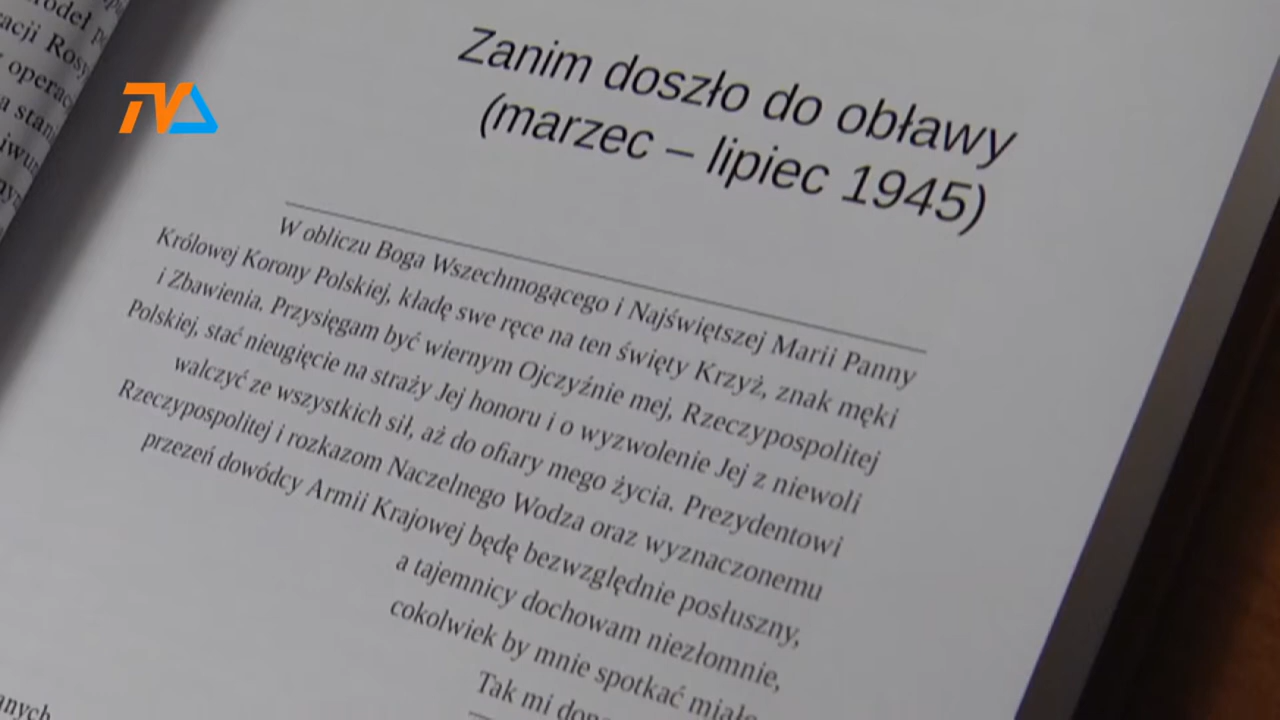 TVA
Zanim doszło do obławy
(marzec – lipiec 1945)
W obliczu Boga Wszechmogącego i Najświętszej Marii Panny
Królowej Korony Polskiej, kładę swe ręce na ten święty Krzyż, znak męki
i Zbawienia. Przysięgam być wiernym Ojczyźnie mej, Rzeczypospolitej
Polskiej, stać nieugięcie na straży Jej honoru i o wyzwolenie Jej z niewoli
walczyć ze wszystkich sił, aż do ofiary mego życia. Prezydentowi
Rzeczypospolitej i rozkazom Naczelnego Wodza oraz wyznaczonemu
przezeń dowódcy Armii Krajowej będę bezwzględnie posłuszny,
a tajemnicy dochowam niezłomnie,
cokolwiek by mnie spotkać miało
Tak mi